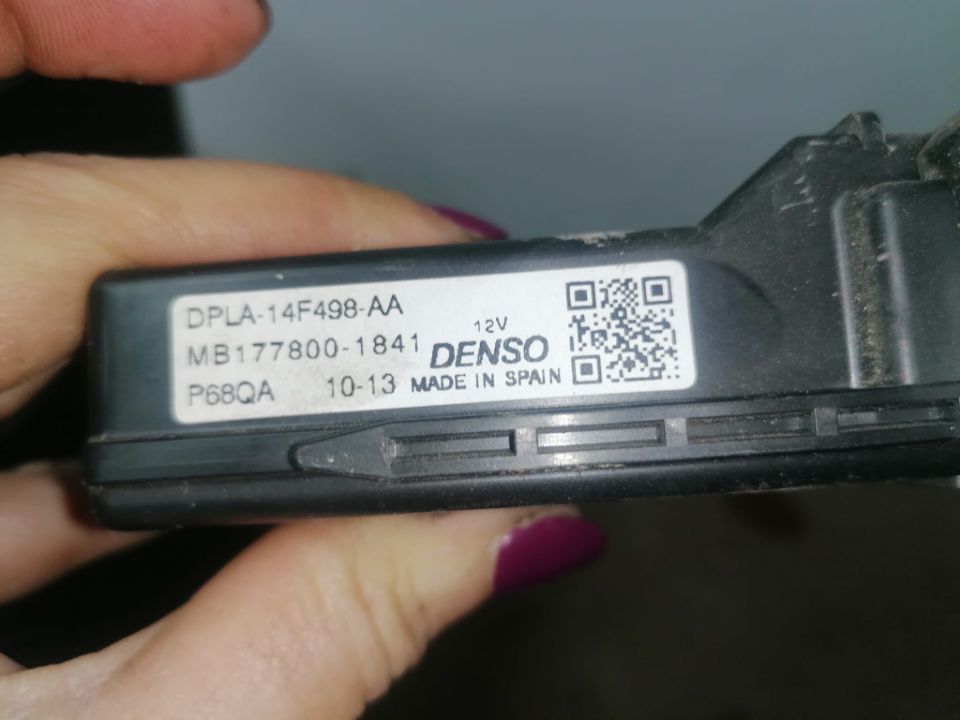 DPLA-14F498-AA
MB177800-1841
P68QA 10-13
12V
DENSO
MADE IN SPAIN